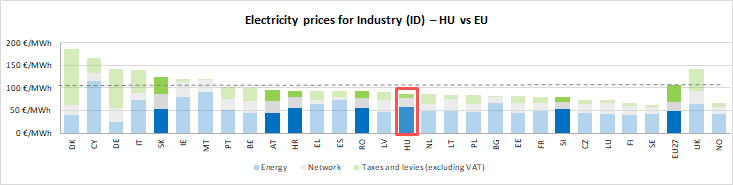 Electricity prices for Industry (ID) – HU vs EU
200 €/MWh
150 €/MWh
100 €/MWh
50 €/MWh
0 €/MWh
DK CY DE IT SK IE MT PT BE AT HR EL ES RO LV HU NL LT PL BG EE FR SI CZ LU FI SE EU27 UK NO
Energy Network Taxes and levies (excluding VAT)